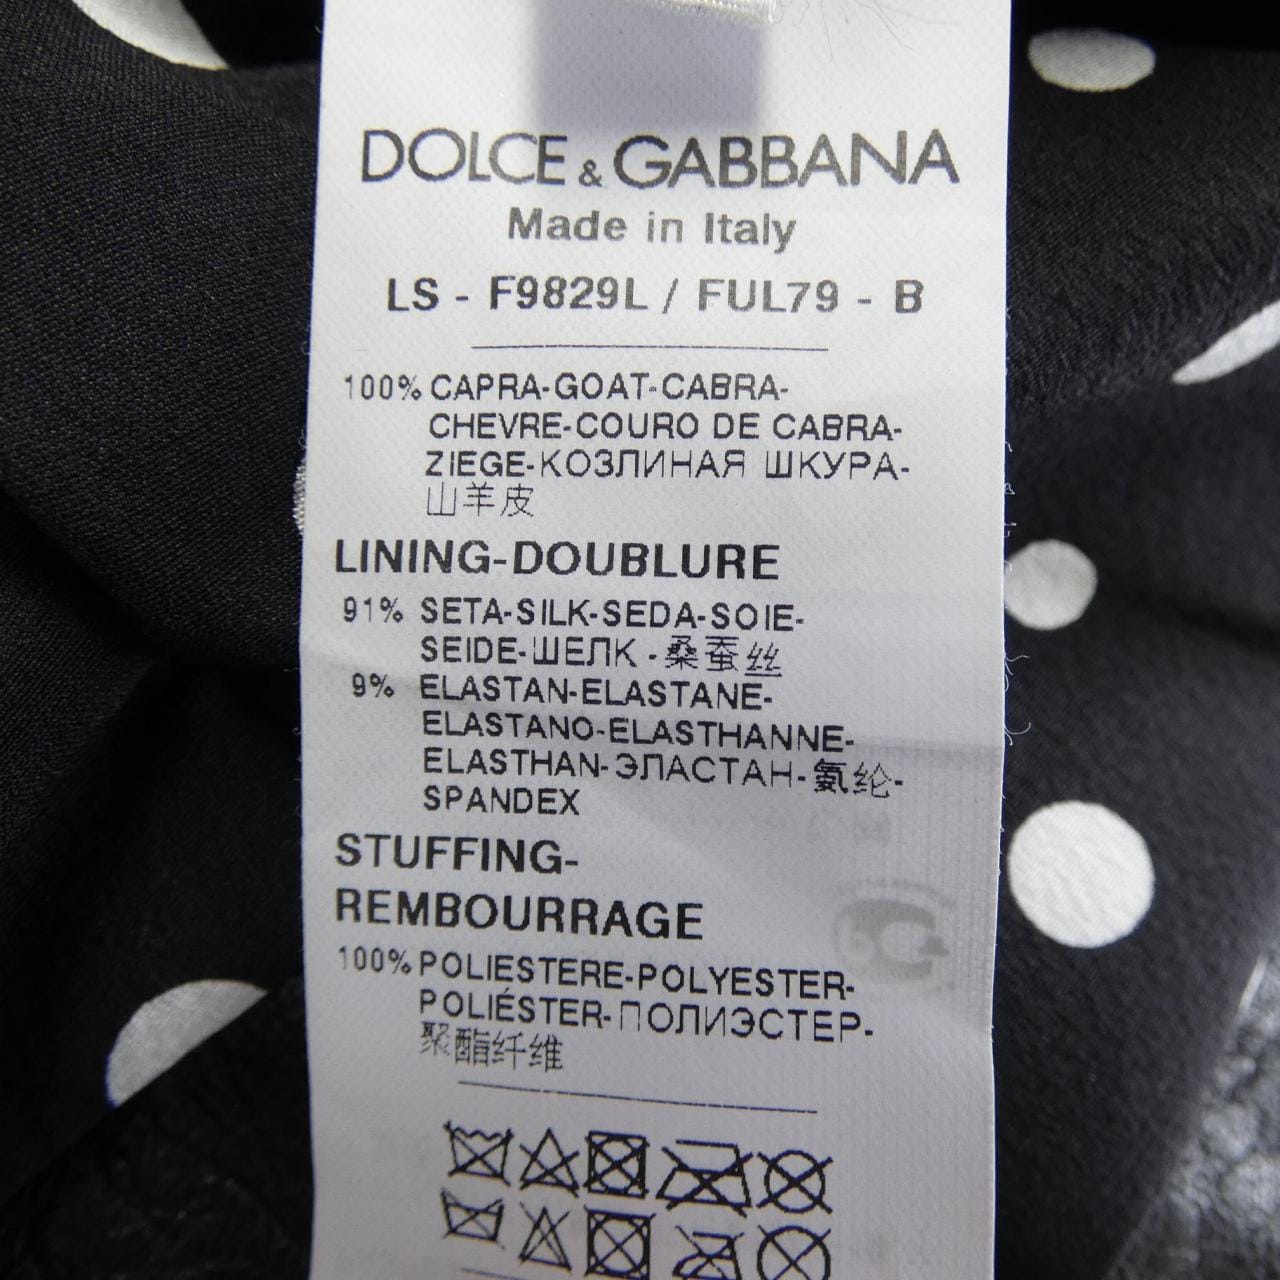 DOLCE & GABBANA
Made in Italy
LS - F9829L / FUL79 - B
100% CAPRA-GOAT-CABRA-
CHEVRE-COURO DE CABRA-
ZIEGE-КОЗЛИНАЯ ШКУРА-
山羊皮
LINING-DOUBLURE
91% SETA-SILK-SEDA-SOIE-
SEIDE-ШЕЛК-桑蚕丝
9% ELASTAN-ELASTANE-
ELASTANO-ELASTHANNE-
ELASTHAN-ЭЛАСТАН-氨纶-
SPANDEX
STUFFING-
REMBOURRAGE
100% POLIESTERE-POLYESTER-
POLIÉSTER-ПОЛИЭСТЕР-
聚酯纤维